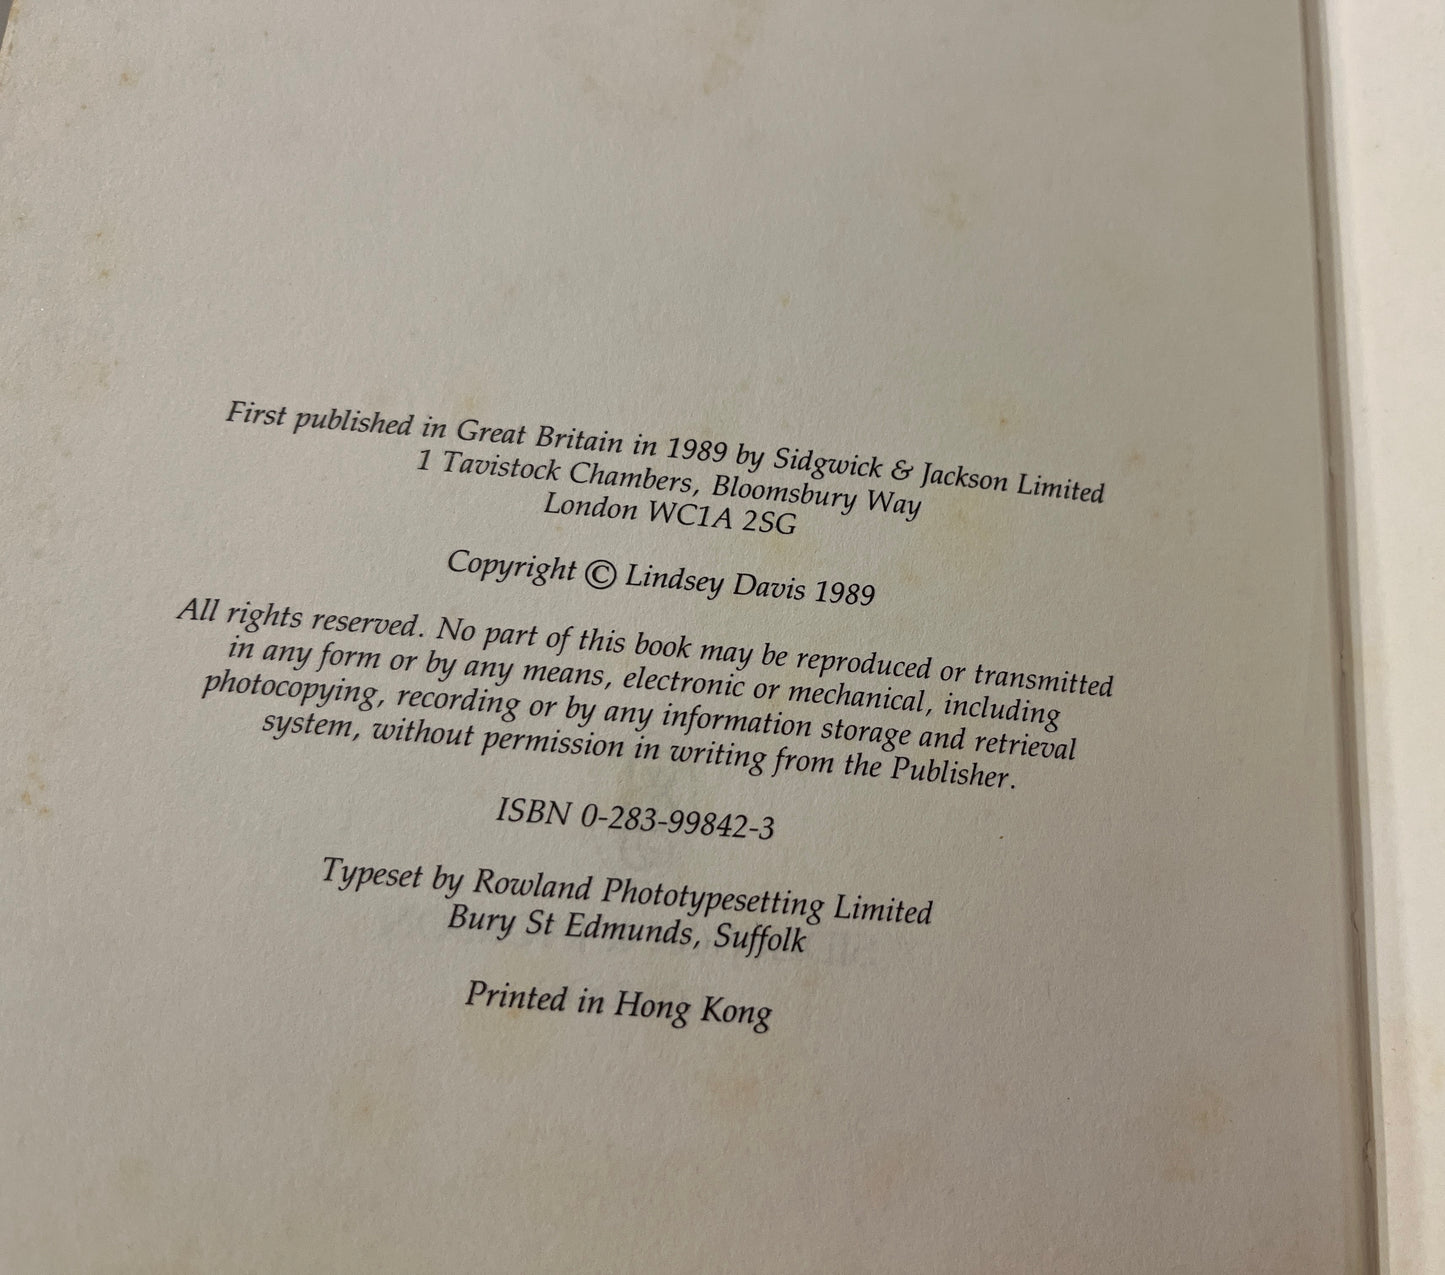 First published in Great Britain in 1989 by Sidgwick & Jackson Limited
1 Tavistock Chambers, Bloomsbury Way
London WC1A 2SG
Copyright © Lindsey Davis 1989
All rights reserved. No part of this book may be reproduced or transmitted
in any form or by any means, electronic or mechanical, including
photocopying, recording or by any information storage and retrieval
system, without permission in writing from the Publisher.
ISBN 0-283-99842-3
Typeset by Rowland Phototypesetting Limited
Bury St Edmunds, Suffolk
Printed in Hong Kong